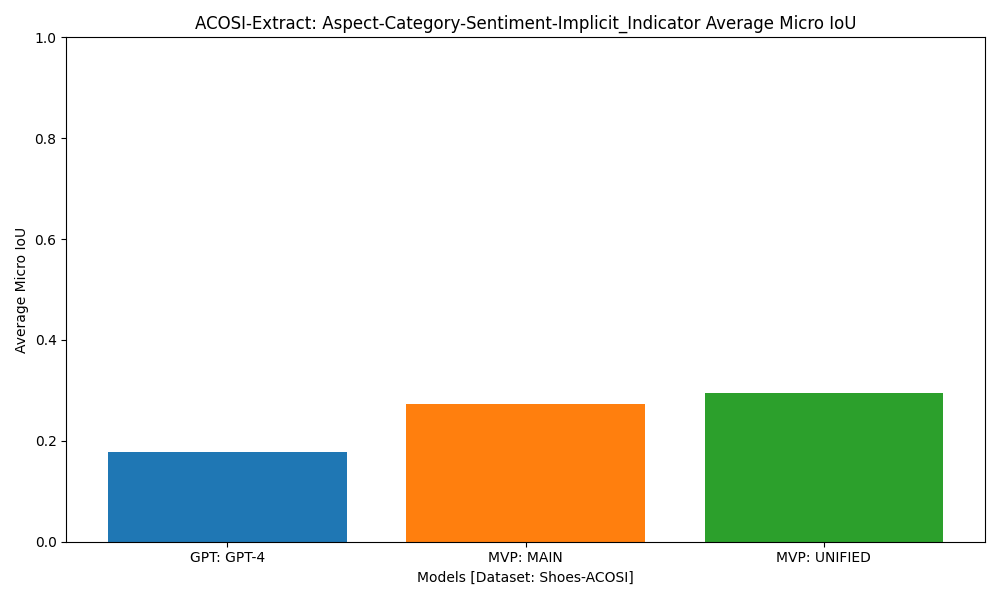 ACOSI-Extract: Aspect-Category-Sentiment-Implicit_Indicator Average Micro IoU
Average Micro IoU
1.0
0.8
0.6
0.4
0.2
0.0
GPT: GPT-4
MVP: MAIN
MVP: UNIFIED
Models [Dataset: Shoes-ACOSI]